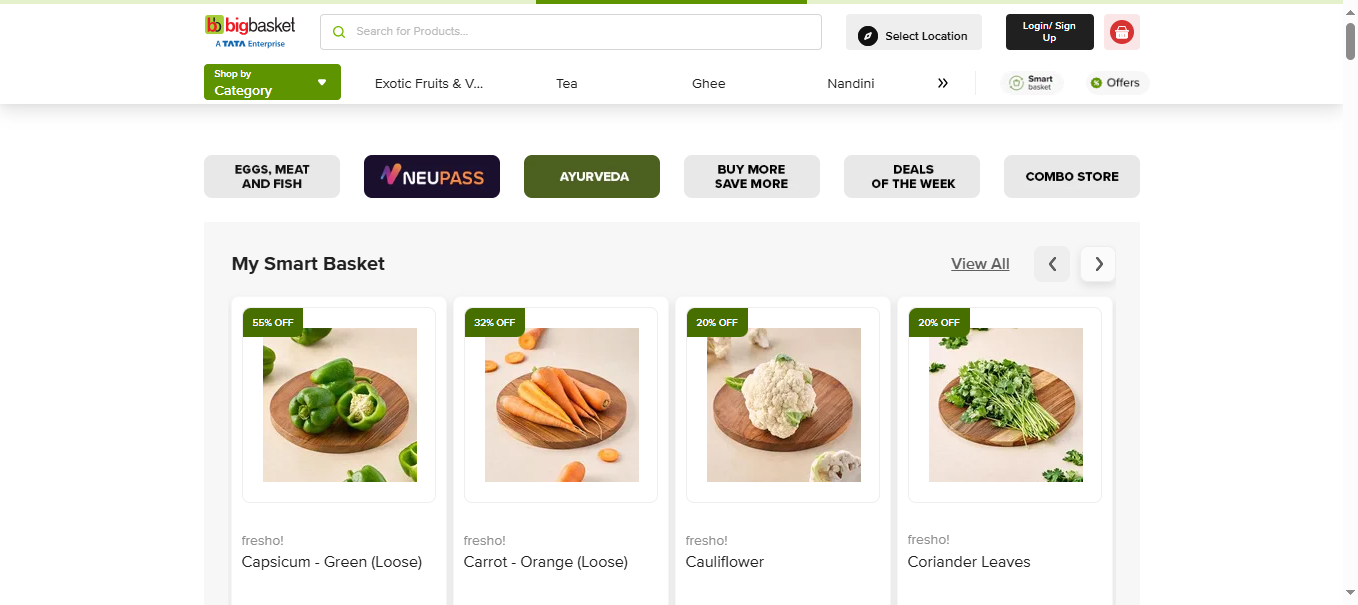 bb bigbasket
A TATA Enterprise
Search for Products...
Select Location
Login/ Sign
Up
Shop by
Category
Exotic Fruits & V...
Tea
Ghee
Nandini
»
Smart
basket
Offers
EGGS, MEAT
AND FISH
NEUPASS
AYURVEDA
BUY MORE
SAVE MORE
DEALS
OF THE WEEK
COMBO STORE
My Smart Basket
View All
55% OFF
32% OFF
20% OFF
20% OFF
fresho!
Capsicum - Green (Loose)
fresho!
Carrot - Orange (Loose)
fresho!
Cauliflower
fresho!
Coriander Leaves